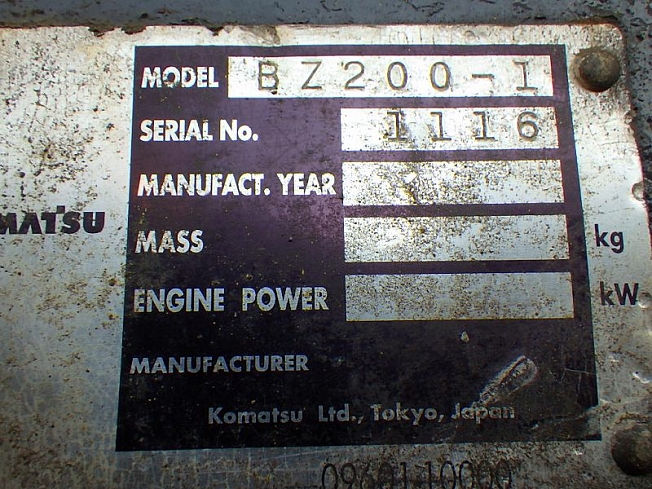 MODEL BZ200-1
SERIAL No. 1116
MANUFACT. YEAR
MATSU
MASS kg
ENGINE POWER kW
MANUFACTURER
Komatsu Ltd., Tokyo, Japan